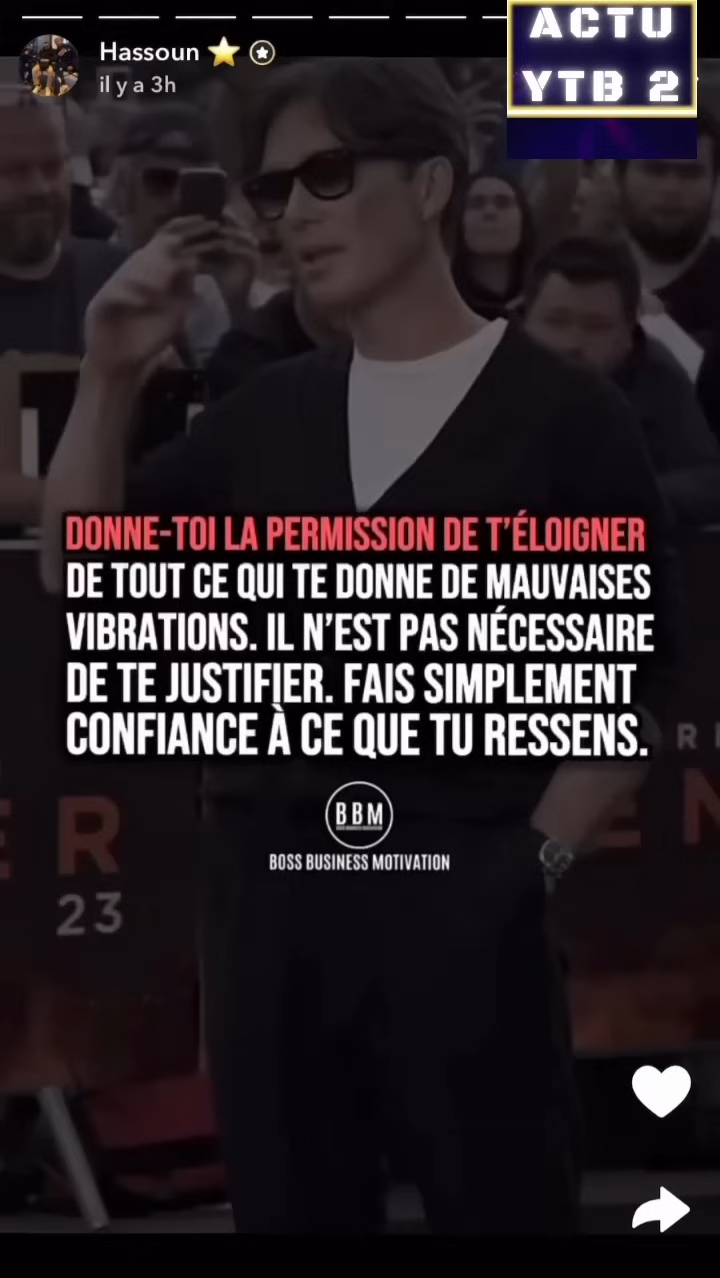 Hassoun
il y a 3h
ACTU
YTB 2
DONNE-TOI LA PERMISSION DE T'ÉLOIGNER
DE TOUT CE QUI TE DONNE DE MAUVAISES
VIBRATIONS. IL N'EST PAS NÉCESSAIRE
DE TE JUSTIFIER. FAIS SIMPLEMENT
CONFIANCE À CE QUE TU RESSENS.
BBM
BOSS BUSINESS MOTIVATION
R
23